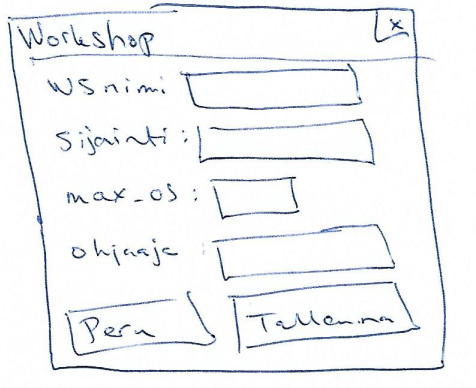 Workshop x
WSnimi
Sijainti :
max_os :
ohjaaja :
Peru Tallenna